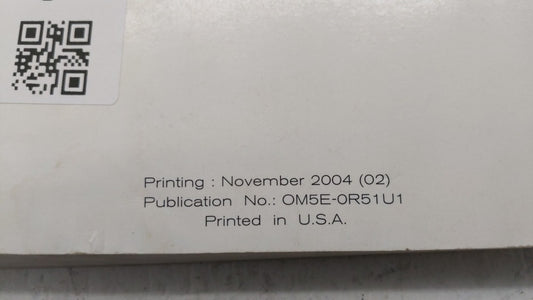 Printing : November 2004 (02)
Publication No.: OM5E-0R51U1
Printed in U.S.A.